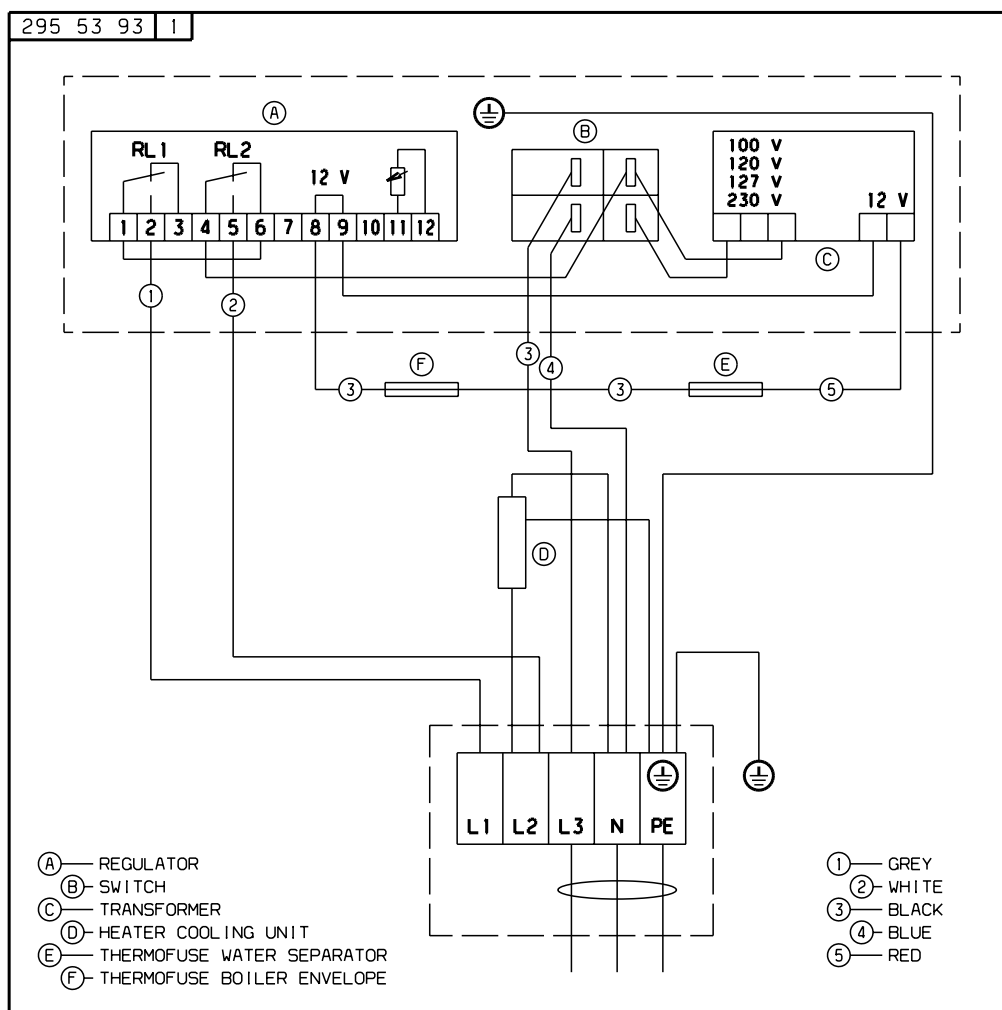 295 53 93 1
A
B
RL1 RL2
12 V
100 V
120 V
127 V
230 V
12 V
1 2 3 4 5 6 7 8 9 10 11 12
C
1
2
3
4
F
E
3
3
5
D
L1 L2 L3 N PE
A REGULATOR
B SWITCH
C TRANSFORMER
D HEATER COOLING UNIT
E THERMOFUSE WATER SEPARATOR
F THERMOFUSE BOILER ENVELOPE
1 GREY
2 WHITE
3 BLACK
4 BLUE
5 RED